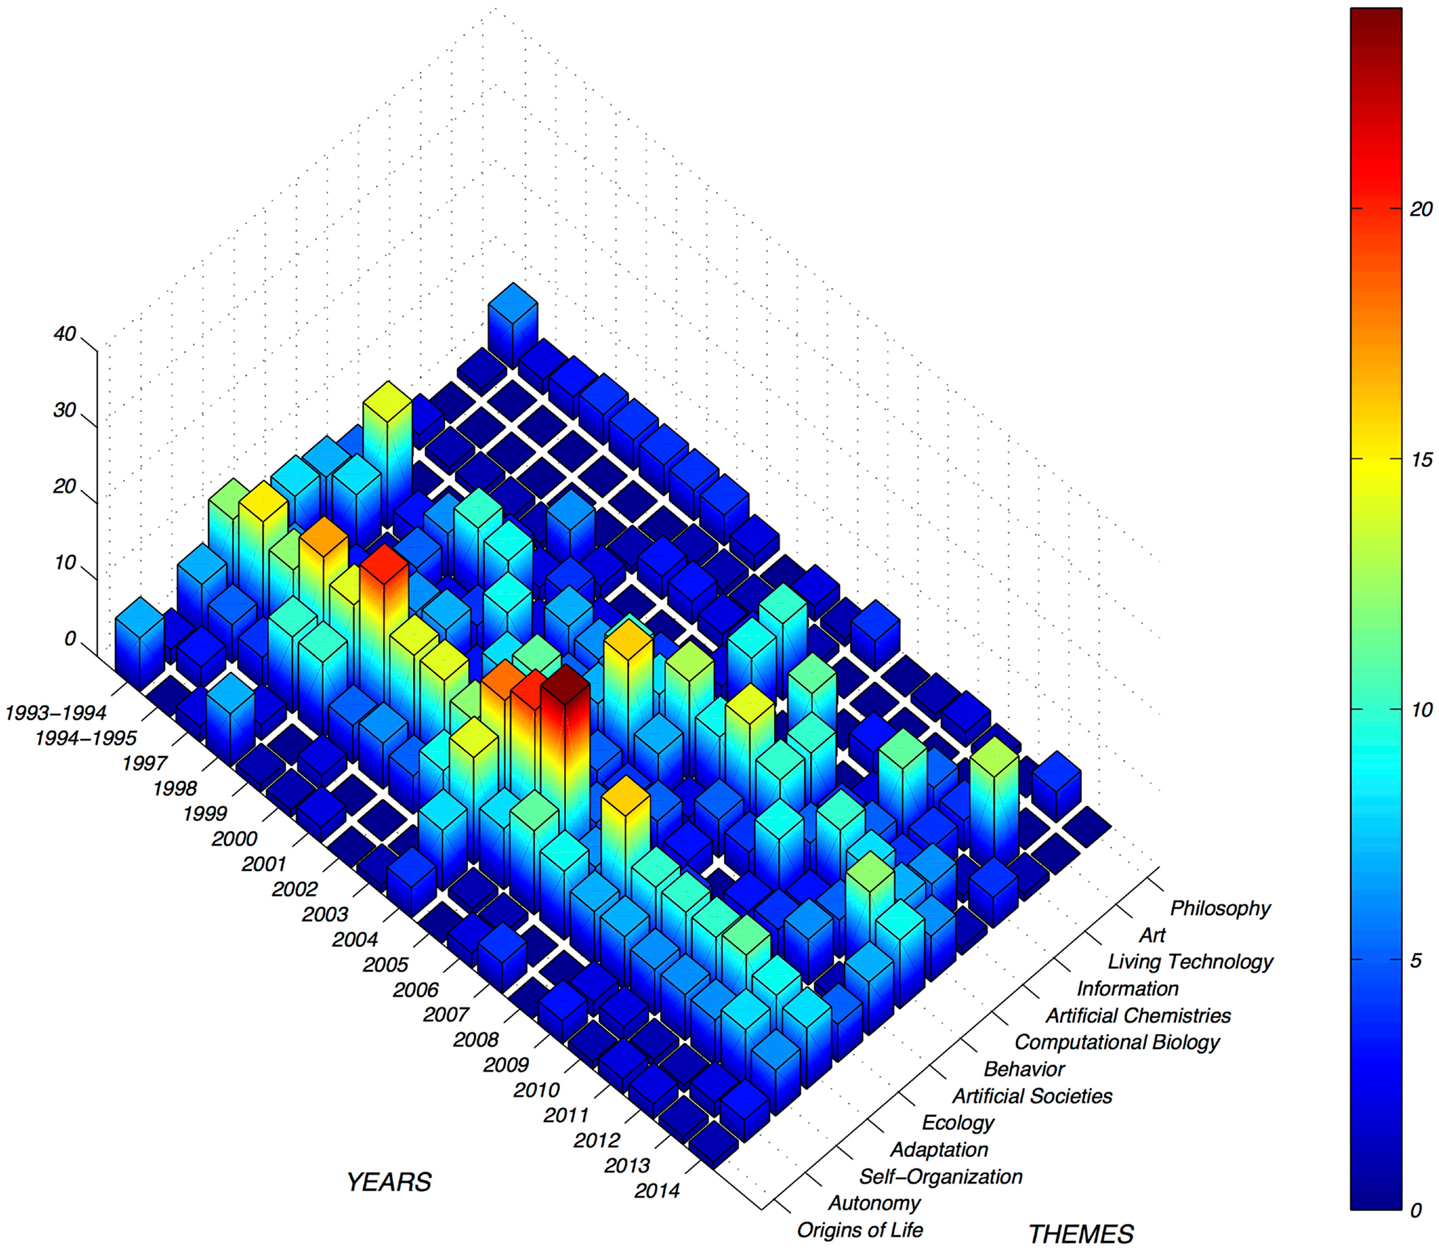 40
30
20
10
0
1993−1994
1994−1995
1997
1998
1999
2000
2001
2002
2003
2004
2005
2006
2007
2008
2009
2010
2011
2012
2013
2014
YEARS
Philosophy
Art
Living Technology
Information
Artificial Chemistries
Computational Biology
Behavior
Artificial Societies
Ecology
Adaptation
Self−Organization
Autonomy
Origins of Life
THEMES
20
15
10
5
0